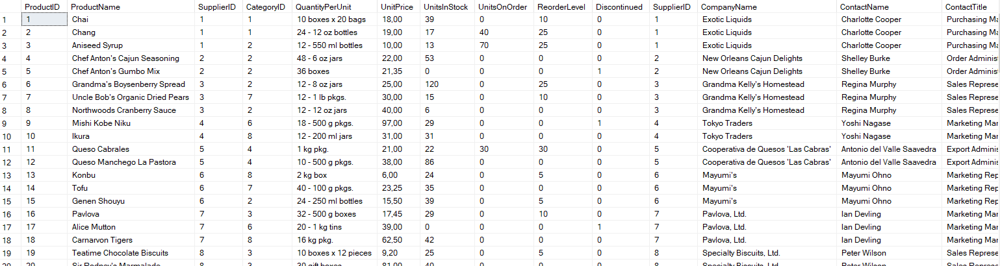 ProductID ProductName SupplierID CategoryID QuantityPerUnit UnitPrice UnitsInStock UnitsOnOrder ReorderLevel Discontinued SupplierID CompanyName ContactName ContactTitle
1 1 Chai 1 1 10 boxes x 20 bags 18,00 39 0 10 0 1 Exotic Liquids Charlotte Cooper Purchasing Ma
2 2 Chang 1 1 24 - 12 oz bottles 19,00 17 40 25 0 1 Exotic Liquids Charlotte Cooper Purchasing Ma
3 3 Aniseed Syrup 1 2 12 - 550 ml bottles 10,00 13 70 25 0 1 Exotic Liquids Charlotte Cooper Purchasing Ma
4 4 Chef Anton's Cajun Seasoning 2 2 48 - 6 oz jars 22,00 53 0 0 0 2 New Orleans Cajun Delights Shelley Burke Order Adminis
5 5 Chef Anton's Gumbo Mix 2 2 36 boxes 21,35 0 0 0 1 2 New Orleans Cajun Delights Shelley Burke Order Adminis
6 6 Grandma's Boysenberry Spread 3 2 12 - 8 oz jars 25,00 120 0 25 0 3 Grandma Kelly's Homestead Regina Murphy Sales Represe
7 7 Uncle Bob's Organic Dried Pears 3 7 12 - 1 lb pkgs. 30,00 15 0 10 0 3 Grandma Kelly's Homestead Regina Murphy Sales Represe
8 8 Northwoods Cranberry Sauce 3 2 12 - 12 oz jars 40,00 6 0 0 0 3 Grandma Kelly's Homestead Regina Murphy Sales Represe
9 9 Mishi Kobe Niku 4 6 18 - 500 g pkgs. 97,00 29 0 0 1 4 Tokyo Traders Yoshi Nagase Marketing Mar
10 10 Ikura 4 8 12 - 200 ml jars 31,00 31 0 0 0 4 Tokyo Traders Yoshi Nagase Marketing Mar
11 11 Queso Cabrales 5 4 1 kg pkg. 21,00 22 30 30 0 5 Cooperativa de Quesos 'Las Cabras' Antonio del Valle Saavedra Export Adminis
12 12 Queso Manchego La Pastora 5 4 10 - 500 g pkgs. 38,00 86 0 0 0 5 Cooperativa de Quesos 'Las Cabras' Antonio del Valle Saavedra Export Adminis
13 13 Konbu 6 8 2 kg box 6,00 24 0 5 0 6 Mayumi's Mayumi Ohno Marketing Rep
14 14 Tofu 6 7 40 - 100 g pkgs. 23,25 35 0 0 0 6 Mayumi's Mayumi Ohno Marketing Rep
15 15 Genen Shouyu 6 2 24 - 250 ml bottles 15,50 39 0 5 0 6 Mayumi's Mayumi Ohno Marketing Rep
16 16 Pavlova 7 3 32 - 500 g boxes 17,45 29 0 10 0 7 Pavlova, Ltd. Ian Devling Marketing Mar
17 17 Alice Mutton 7 6 20 - 1 kg tins 39,00 0 0 0 1 7 Pavlova, Ltd. Ian Devling Marketing Mar
18 18 Carnarvon Tigers 7 8 16 kg pkg. 62,50 42 0 0 0 7 Pavlova, Ltd. Ian Devling Marketing Mar
19 19 Teatime Chocolate Biscuits 8 3 10 boxes x 12 pieces 9,20 25 0 5 0 8 Specialty Biscuits, Ltd. Peter Wilson Sales Represe
20 20 Sir Rodney's Marmalade 8 3 30 gift boxes 81,00 40 0 0 0 8 Specialty Biscuits, Ltd. Peter Wilson Sales Represe